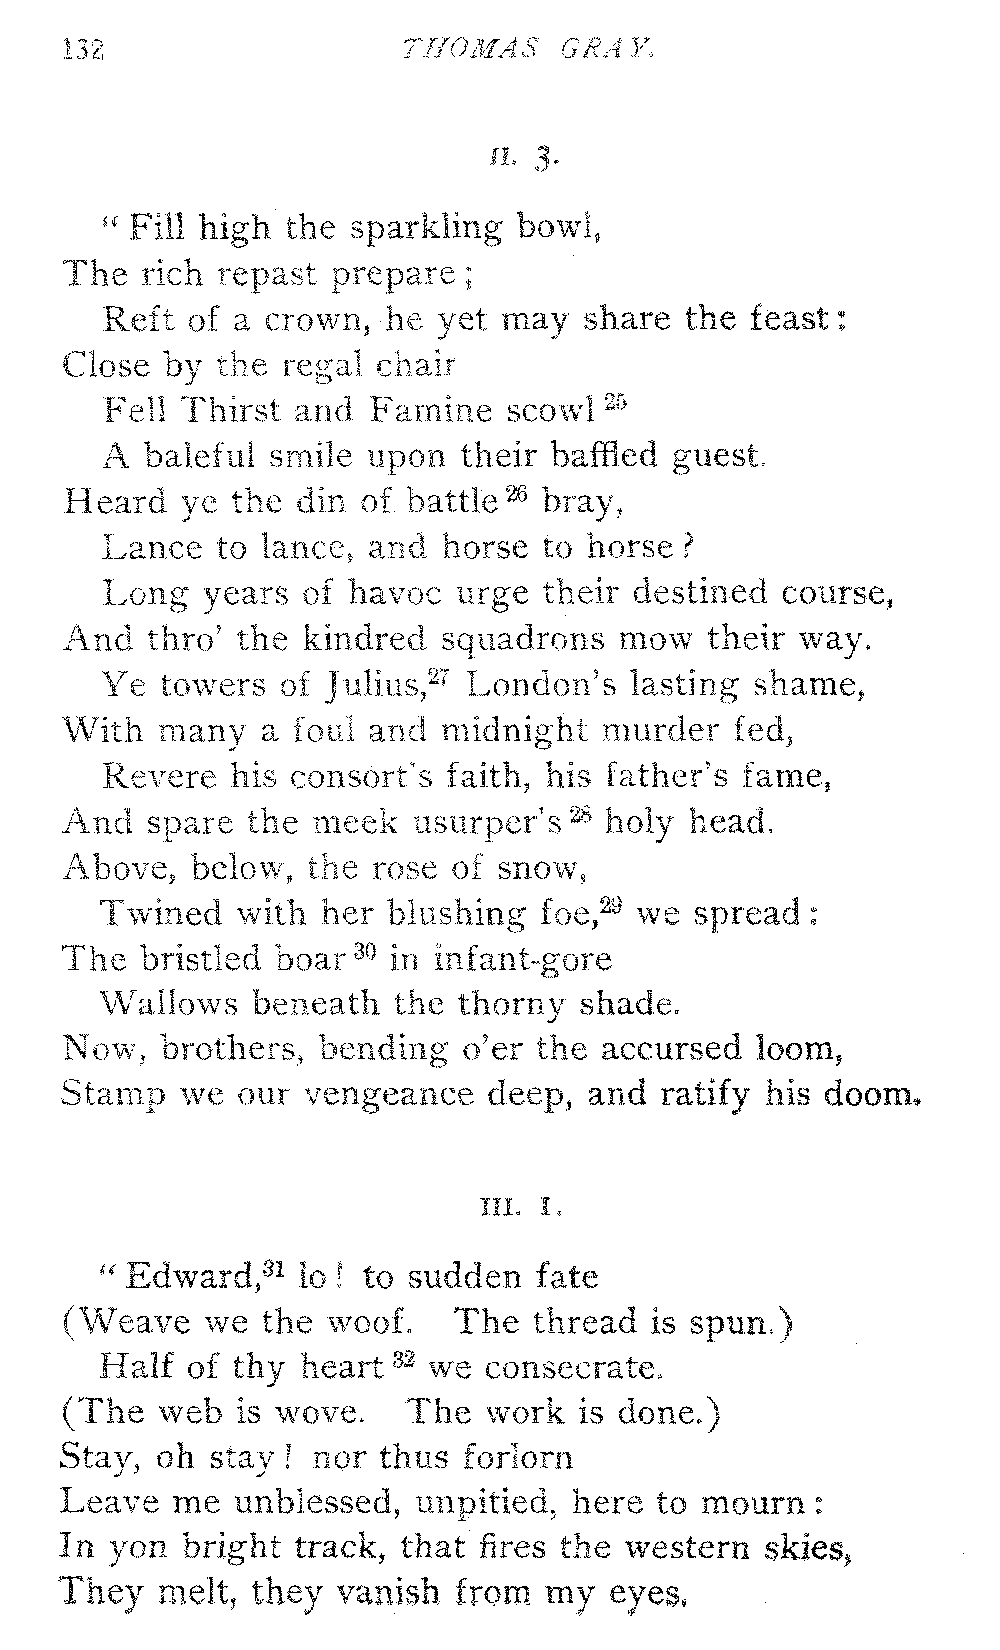 132 THOMAS GRAY.
II. 3.
“ Fill high the sparkling bowl,
The rich repast prepare ;
Reft of a crown, he yet may share the feast :
Close by the regal chair
Fell Thirst and Famine scowl 25
A baleful smile upon their baffled guest.
Heard ye the din of battle 26 bray,
Lance to lance, and horse to horse ?
Long years of havoc urge their destined course,
And thro’ the kindred squadrons mow their way.
Ye towers of Julius,27 London’s lasting shame,
With many a foul and midnight murder fed,
Revere his consort’s faith, his father’s fame,
And spare the meek usurper’s 28 holy head.
Above, below, the rose of snow,
Twined with her blushing foe,29 we spread :
The bristled boar 30 in infant-gore
Wallows beneath the thorny shade.
Now, brothers, bending o’er the accursed loom,
Stamp we our vengeance deep, and ratify his doom.
III. 1.
“ Edward,31 lo ! to sudden fate
(Weave we the woof. The thread is spun.)
Half of thy heart 32 we consecrate.
(The web is wove. The work is done.)
Stay, oh stay ! nor thus forlorn
Leave me unblessed, unpitied, here to mourn :
In yon bright track, that fires the western skies,
They melt, they vanish from my eyes.